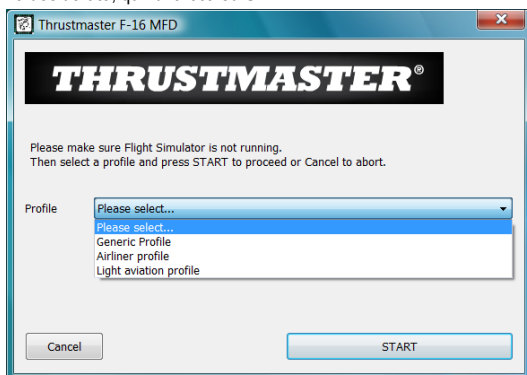 Thrustmaster F-16 MFD
THRUSTMASTER®
Please make sure Flight Simulator is not running.
Then select a profile and press START to proceed or Cancel to abort.
Profile
Please select...
Please select...
Generic Profile
Airliner profile
Light aviation profile
Cancel
START